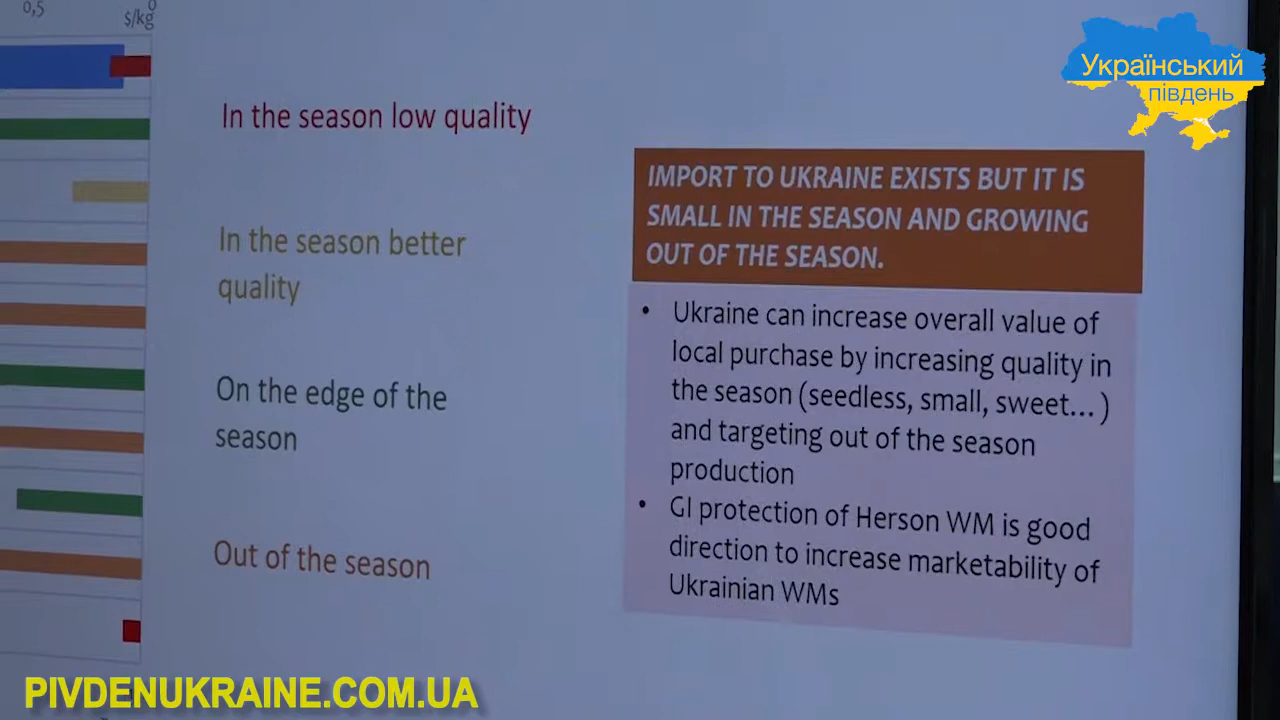 0,5
0
$/kg
Український
південь
In the season low quality
In the season better
quality
On the edge of the
season
Out of the season
IMPORT TO UKRAINE EXISTS BUT IT IS
SMALL IN THE SEASON AND GROWING
OUT OF THE SEASON.
• Ukraine can increase overall value of
local purchase by increasing quality in
the season (seedless, small, sweet... )
and targeting out of the season
production
• GI protection of Herson WM is good
direction to increase marketability of
Ukrainian WMs
PIVDENUKRAINE.COM.UA